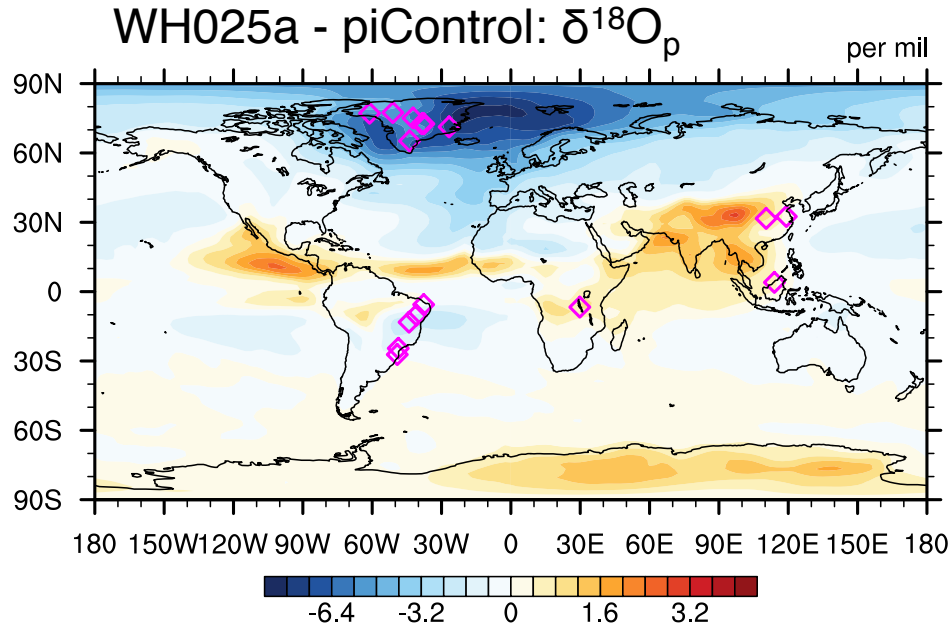 WH025a - piControl: δ¹⁸Oₚ
per mil
90N
60N
30N
0
30S
60S
90S
180 150W 120W 90W 60W 30W 0 30E 60E 90E 120E 150E 180
-6.4 -3.2 0 1.6 3.2